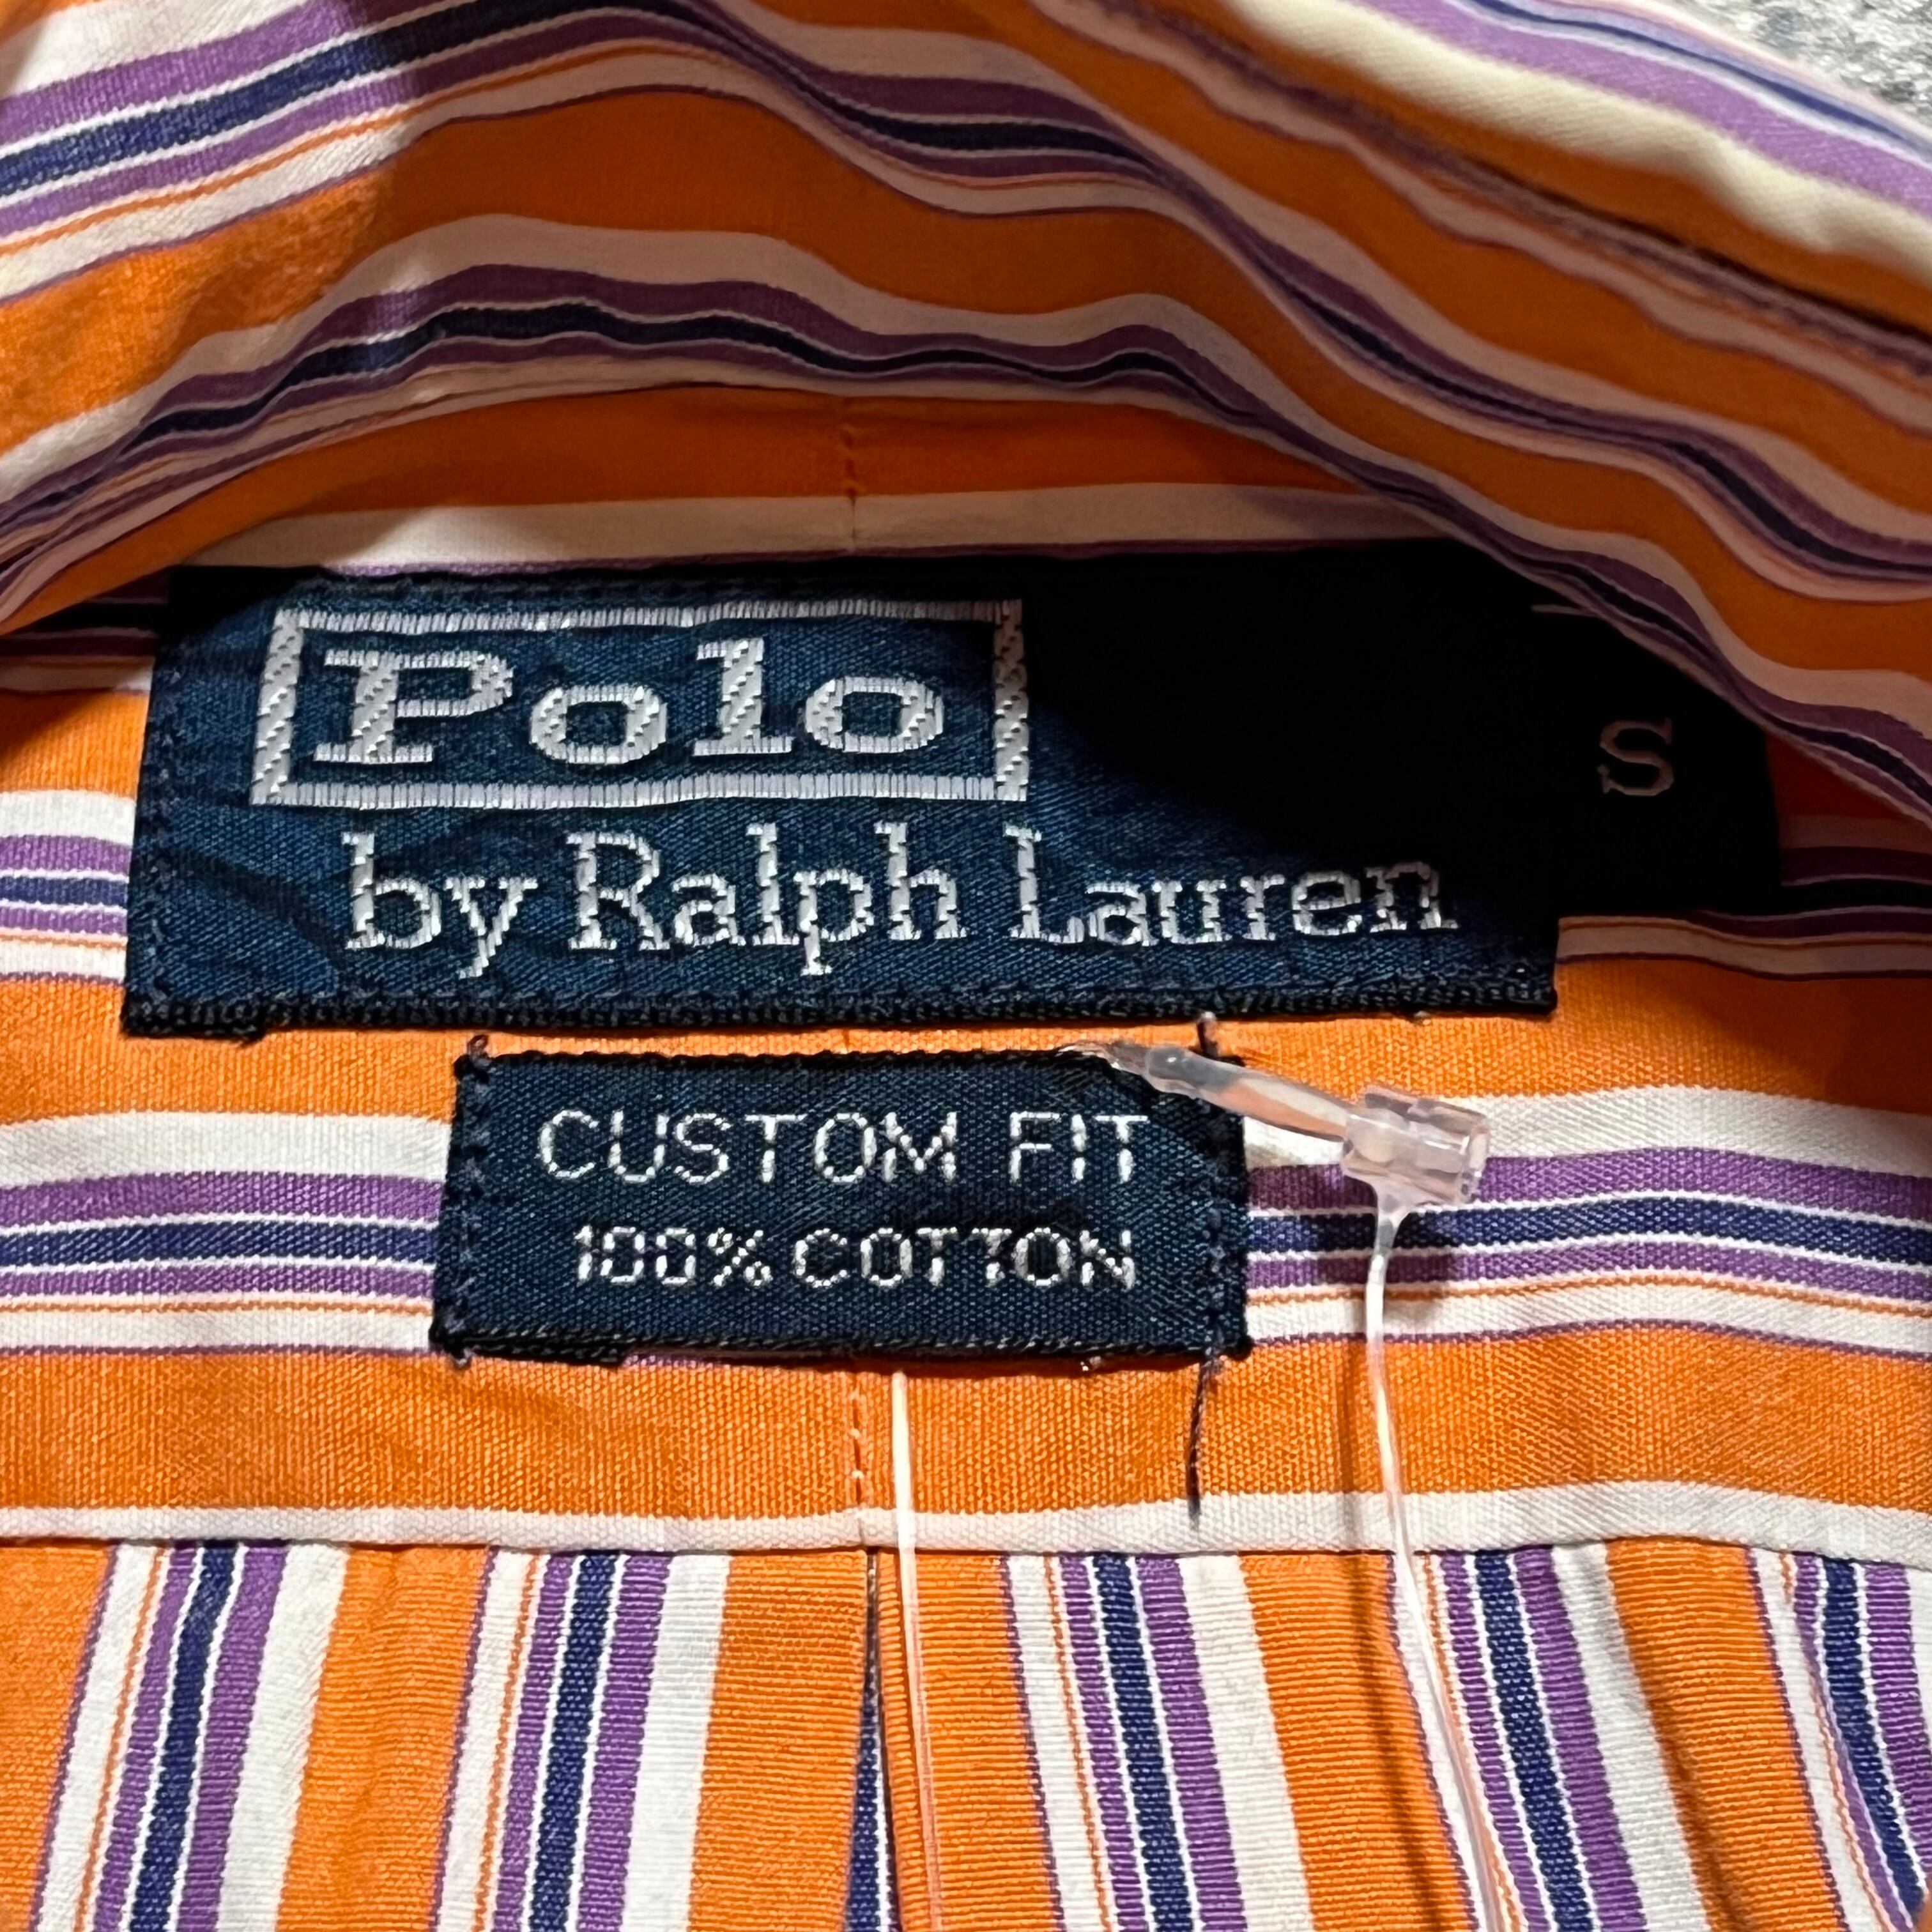 Polo
by Ralph Lauren
S
CUSTOM FIT
100% COTTON